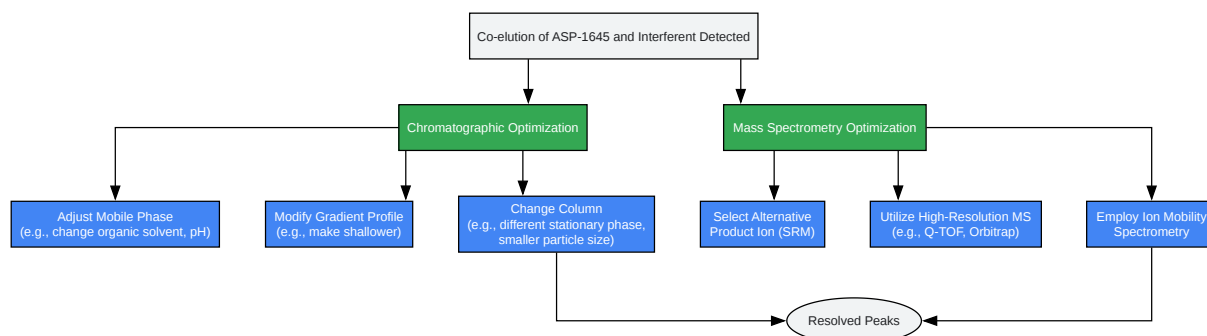 Co-elution of ASP-1645 and Interferent Detected
Chromatographic Optimization
Mass Spectrometry Optimization
Adjust Mobile Phase
(e.g., change organic solvent, pH)
Modify Gradient Profile
(e.g., make shallower)
Change Column
(e.g., different stationary phase,
smaller particle size)
Select Alternative
Product Ion (SRM)
Utilize High-Resolution MS
(e.g., Q-TOF, Orbitrap)
Employ Ion Mobility
Spectrometry
Resolved Peaks